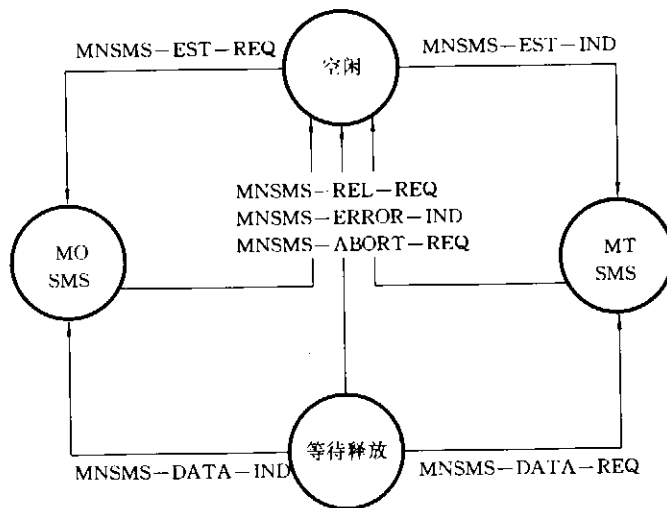 MNSMS-EST-REQ
MNSMS-EST-IND
空闲
MNSMS-REL-REQ
MNSMS-ERROR-IND
MNSMS-ABORT-REQ
MO
SMS
MT
SMS
等待释放
MNSMS-DATA-IND
MNSMS-DATA-REQ